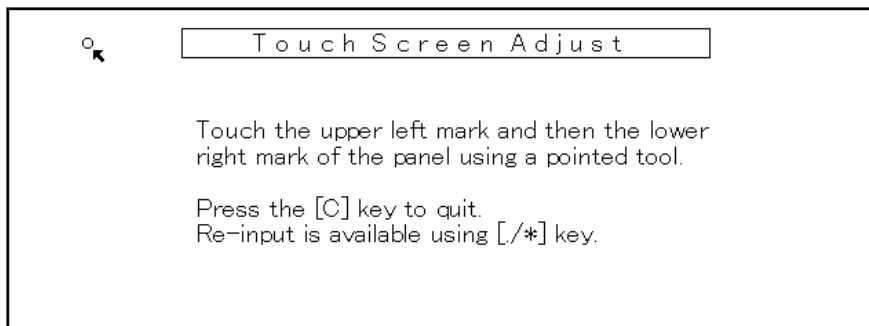 Touch Screen Adjust
Touch the upper left mark and then the lower
right mark of the panel using a pointed tool.
Press the [C] key to quit.
Re-input is available using [./*] key.